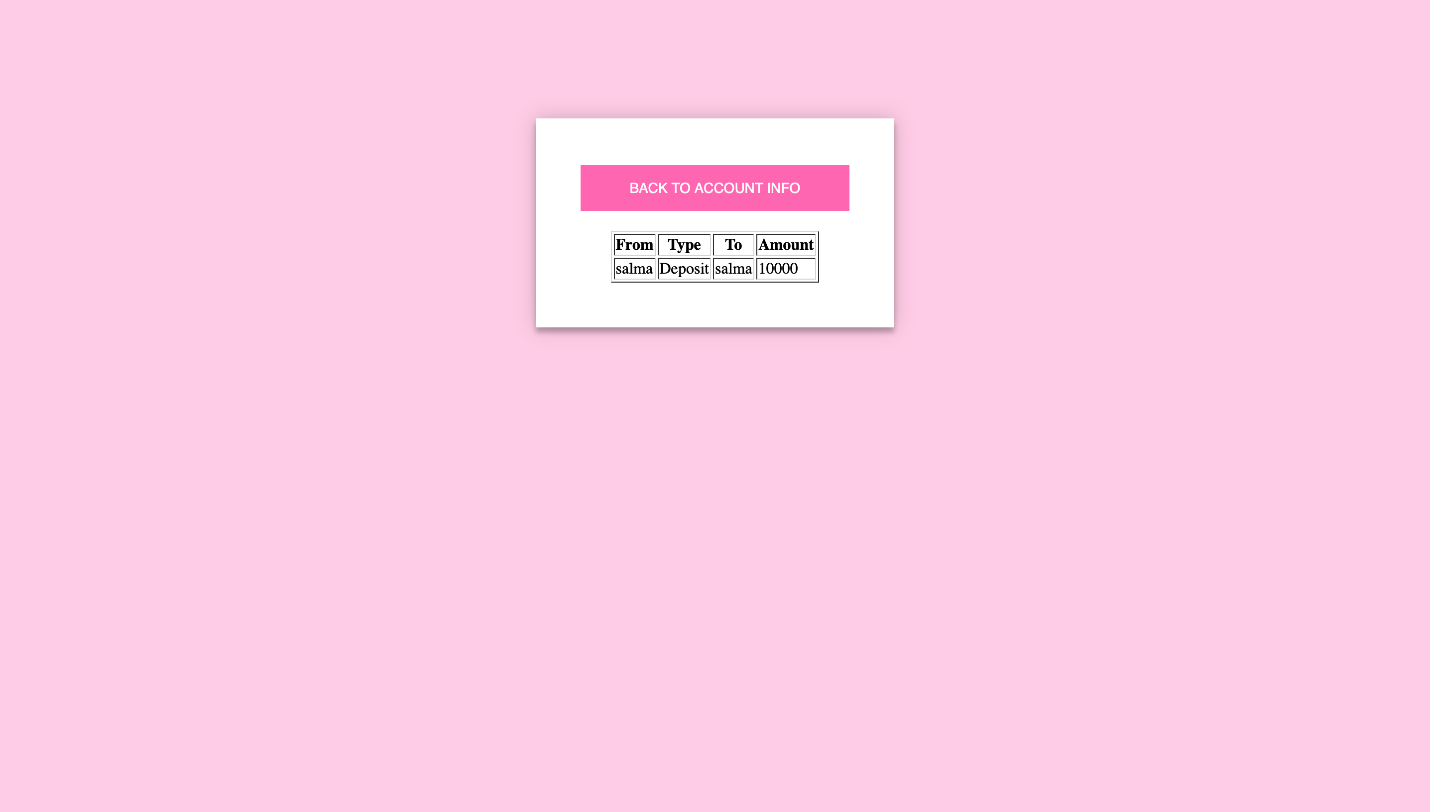 BACK TO ACCOUNT INFO
From Type To Amount
salma Deposit salma 10000